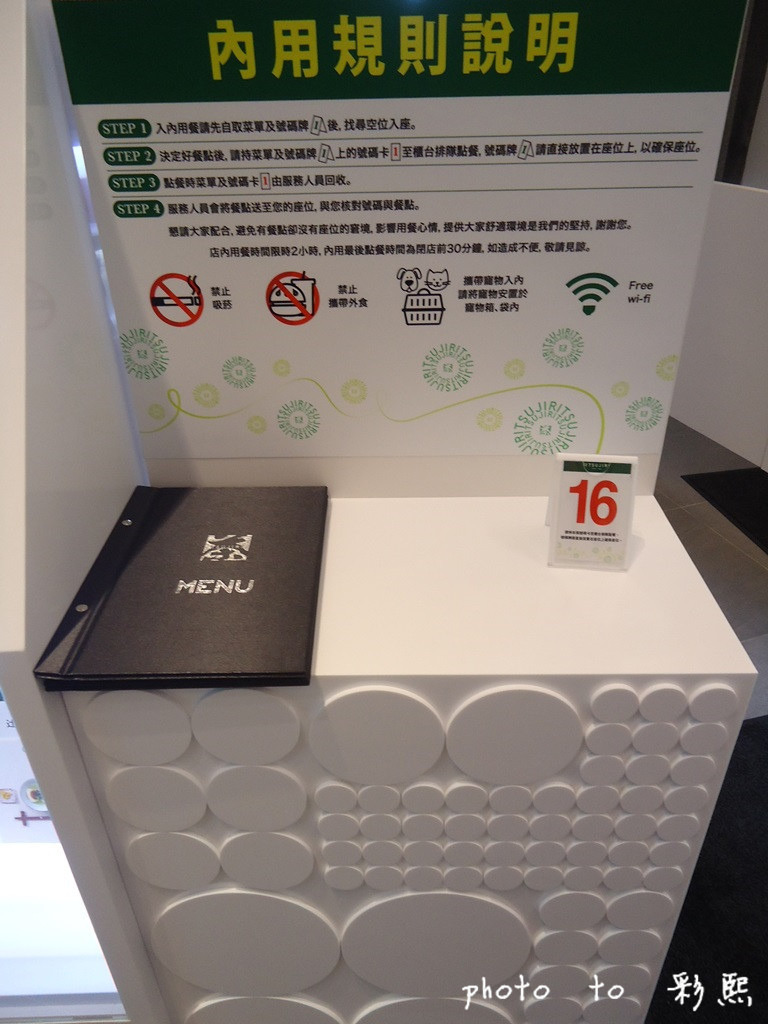 內用規則說明
STEP 1 入內用餐請先自取菜單及號碼牌1後, 找尋空位入座。
STEP 2 決定好餐點後, 請持菜單及號碼牌1上的號碼卡1至櫃台排隊點餐, 號碼牌1請直接放置在座位上, 以確保座位。
STEP 3 點餐時菜單及號碼卡1由服務人員回收。
STEP 4 服務人員會將餐點送至您的座位, 與您核對號碼與餐點。
懇請大家配合, 避免有餐點卻沒有座位的窘境, 影響用餐心情, 提供大家舒適環境是我們的堅持, 謝謝您。
店內用餐時間限時2小時, 內用最後點餐時間為閉店前30分鐘, 如造成不便, 敬請見諒。
禁止
吸菸
禁止
攜帶外食
攜帶寵物入內
請將寵物安置於
寵物箱、袋內
Free
wi-fi
16
MENU
photo to 彩熙